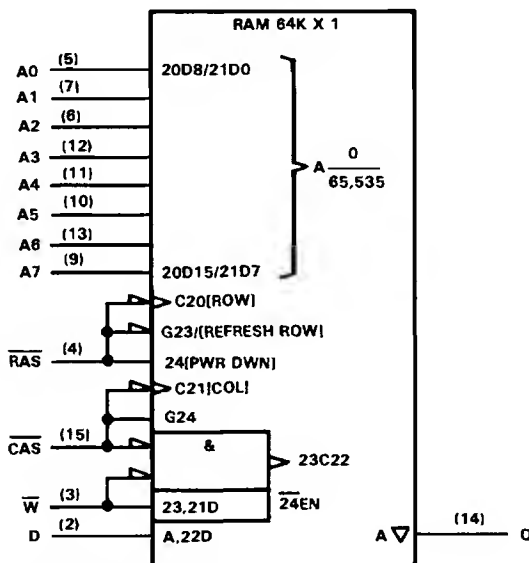 RAM 64K X 1
A0 (5) 20D8/21D0
A1 (7)
A2 (6)
A3 (12)
A 0
65,535
A4 (11)
A5 (10)
A6 (13)
A7 (9) 20D15/21D7
C20[ROW]
G23/[REFRESH ROW]
RAS (4) 24[PWR DWN]
C21[COL]
G24
CAS (15) & 23C22
W (3) 23,21D 24EN
D (2) A,22D A (14) Q